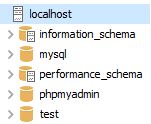 localhost
information_schema
mysql
performance_schema
phpmyadmin
test